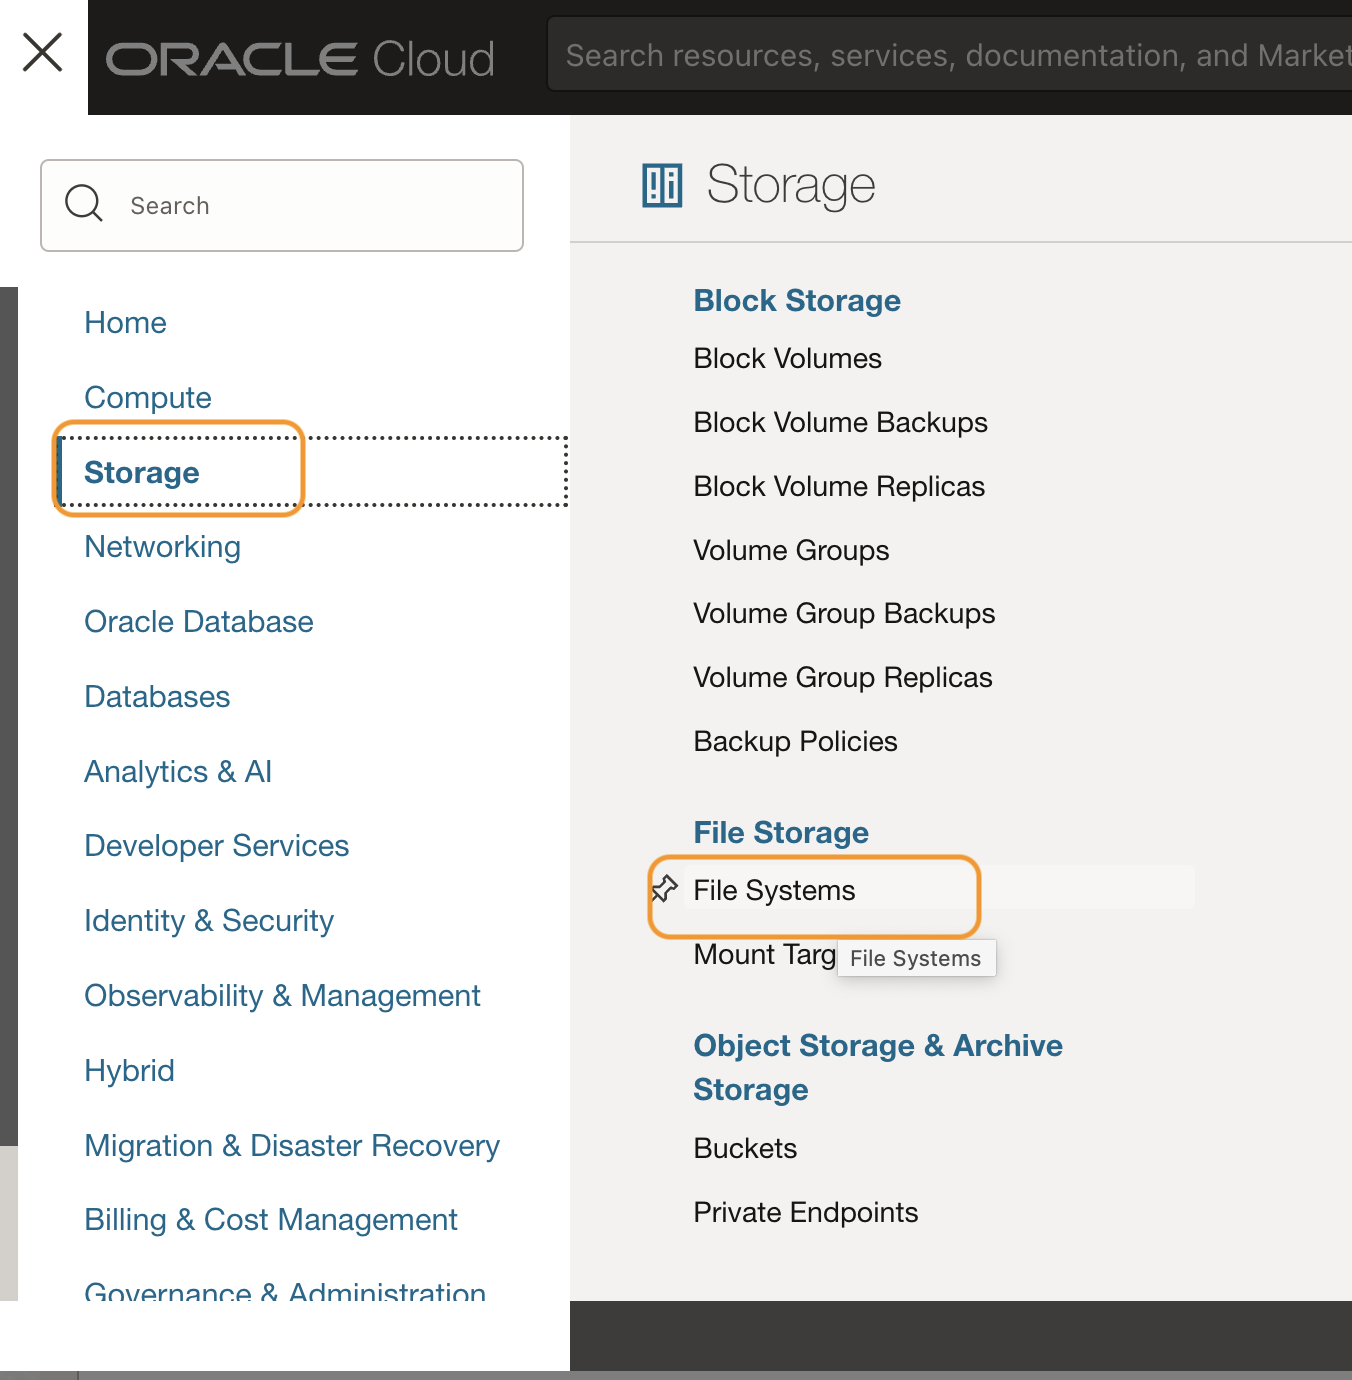 ORACLE Cloud
Search resources, services, documentation, and Market
Search
Home
Compute
Storage
Networking
Oracle Database
Databases
Analytics & AI
Developer Services
Identity & Security
Observability & Management
Hybrid
Migration & Disaster Recovery
Billing & Cost Management
Governance & Administration
Storage
Block Storage
Block Volumes
Block Volume Backups
Block Volume Replicas
Volume Groups
Volume Group Backups
Volume Group Replicas
Backup Policies
File Storage
File Systems
Mount Targ
File Systems
Object Storage & Archive
Storage
Buckets
Private Endpoints